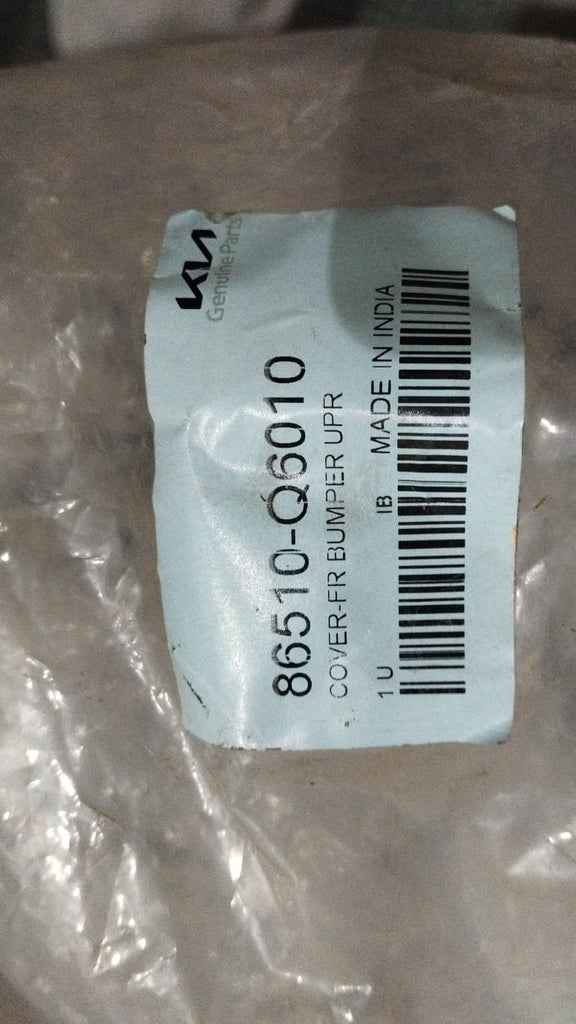 KIA
Genuine Parts
86510-Q6010
COVER-FR BUMPER UPR
1 U IB MADE IN INDIA